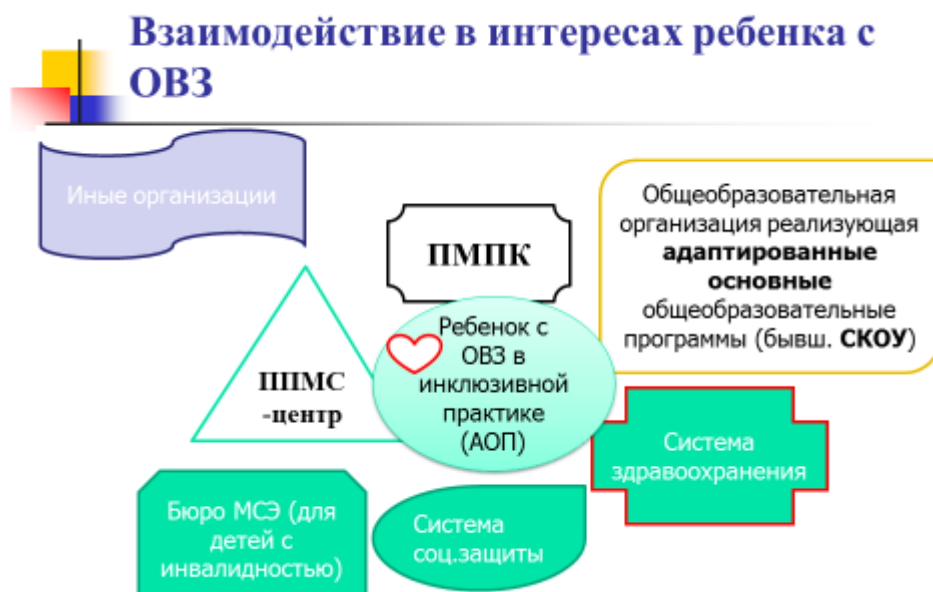 Взаимодействие в интересах ребенка с
ОВЗ
Иные организации
ПМПК
Общеобразовательная
организация реализующая
адаптированные
основные
общеобразовательные
программы (бывш. СКОУ)
ППМС
-центр
Ребенок с
ОВЗ в
инклюзивной
практике
(АОП)
Система
здравоохранения
Бюро МСЭ (для
детей с
инвалидностью)
Система
соц.защиты